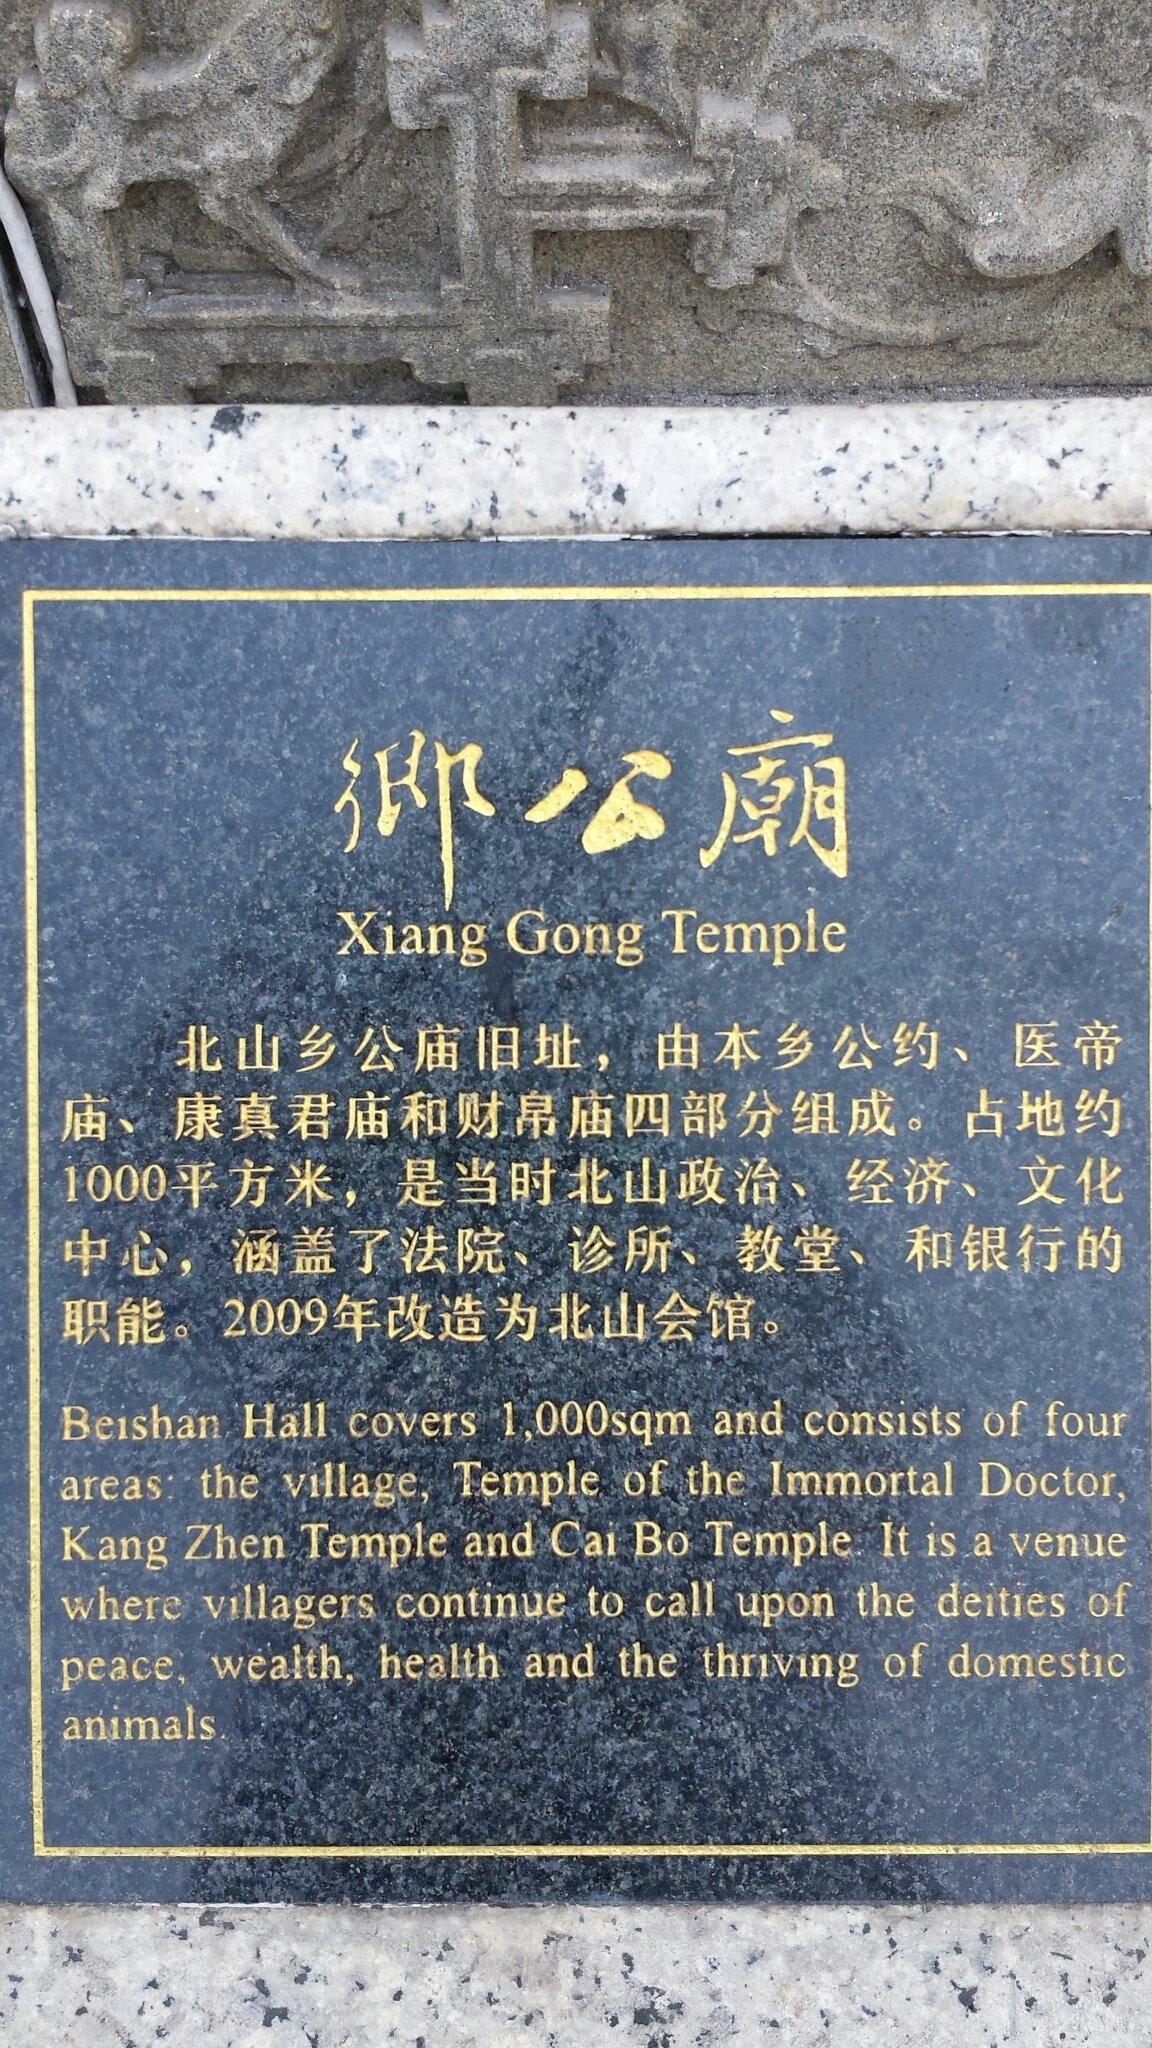 鄉公廟
Xiang Gong Temple
北山乡公庙旧址，由本乡公约、医帝
庙、康真君庙和财帛庙四部分组成。占地约
1000平方米，是当时北山政治、经济、文化
中心，涵盖了法院、诊所、教堂、和银行的
职能。2009年改造为北山会馆。
Beishan Hall covers 1,000sqm and consists of four
areas: the village, Temple of the Immortal Doctor,
Kang Zhen Temple and Cai Bo Temple. It is a venue
where villagers continue to call upon the deities of
peace, wealth, health and the thriving of domestic
animals.